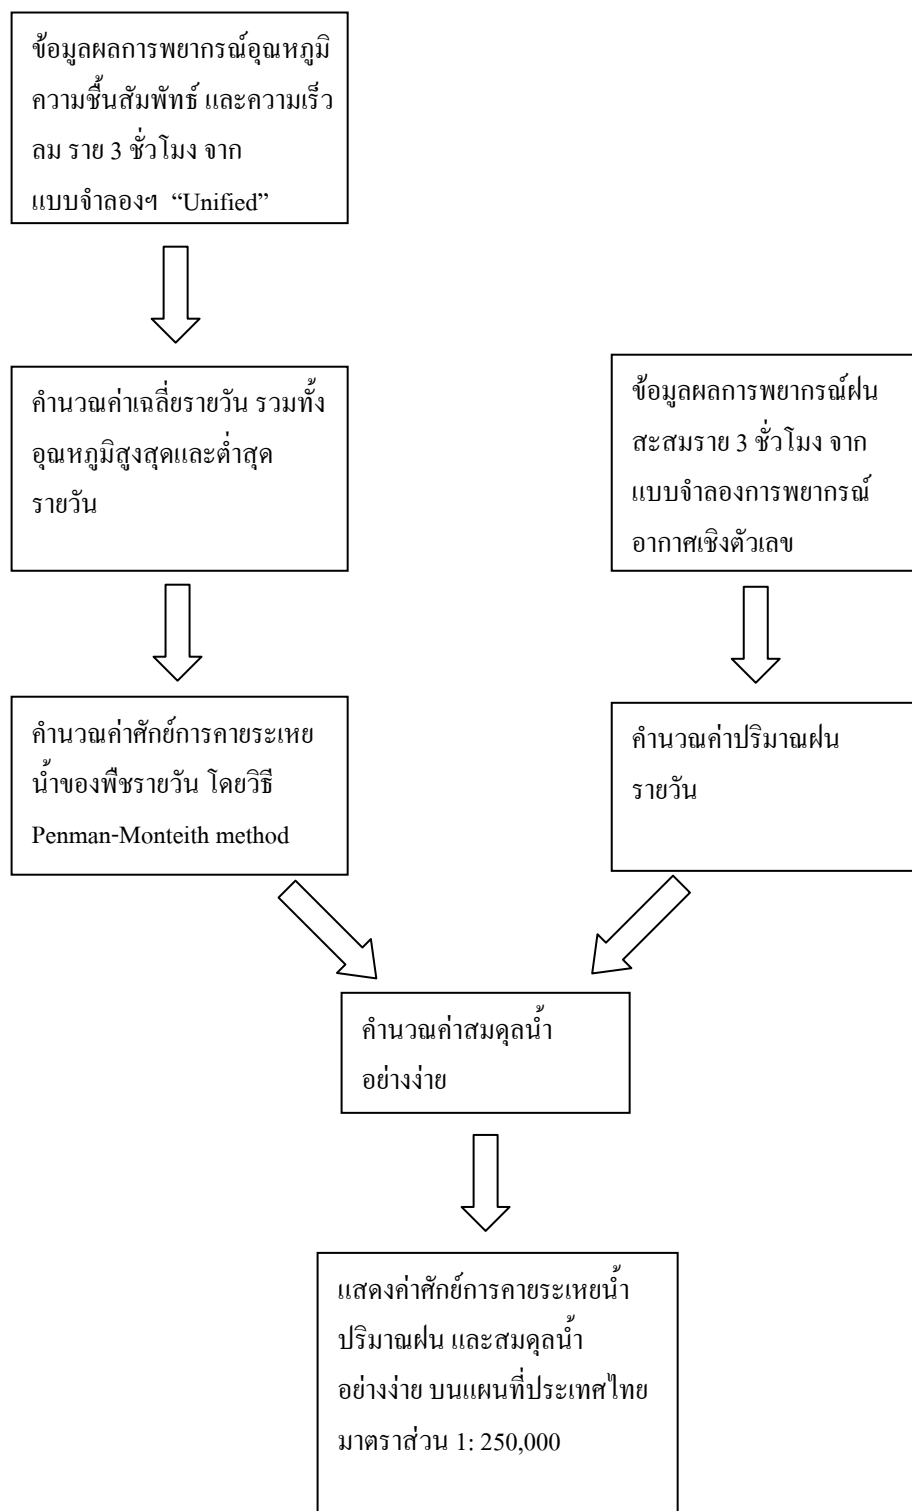 ข้อมูลผลการพยากรณ์อุณหภูมิ
ความชื้นสัมพัทธ์ และความเร็ว
ลม ราย 3 ชั่วโมง จาก
แบบจำลองฯ “Unified”
คำนวณค่าเฉลี่ยรายวัน รวมทั้ง
อุณหภูมิสูงสุดและต่ำสุด
รายวัน
ข้อมูลผลการพยากรณ์ฝน
สะสมราย 3 ชั่วโมง จาก
แบบจำลองการพยากรณ์
อากาศเชิงตัวเลข
คำนวณค่าศักย์การคายระเหย
น้ำของพืชรายวัน โดยวิธี
Penman-Monteith method
คำนวณค่าปริมาณฝน
รายวัน
คำนวณค่าสมดุลน้ำ
อย่างง่าย
แสดงค่าศักย์การคายระเหยน้ำ
ปริมาณฝน และสมดุลน้ำ
อย่างง่าย บนแผนที่ประเทศไทย
มาตราส่วน 1: 250,000